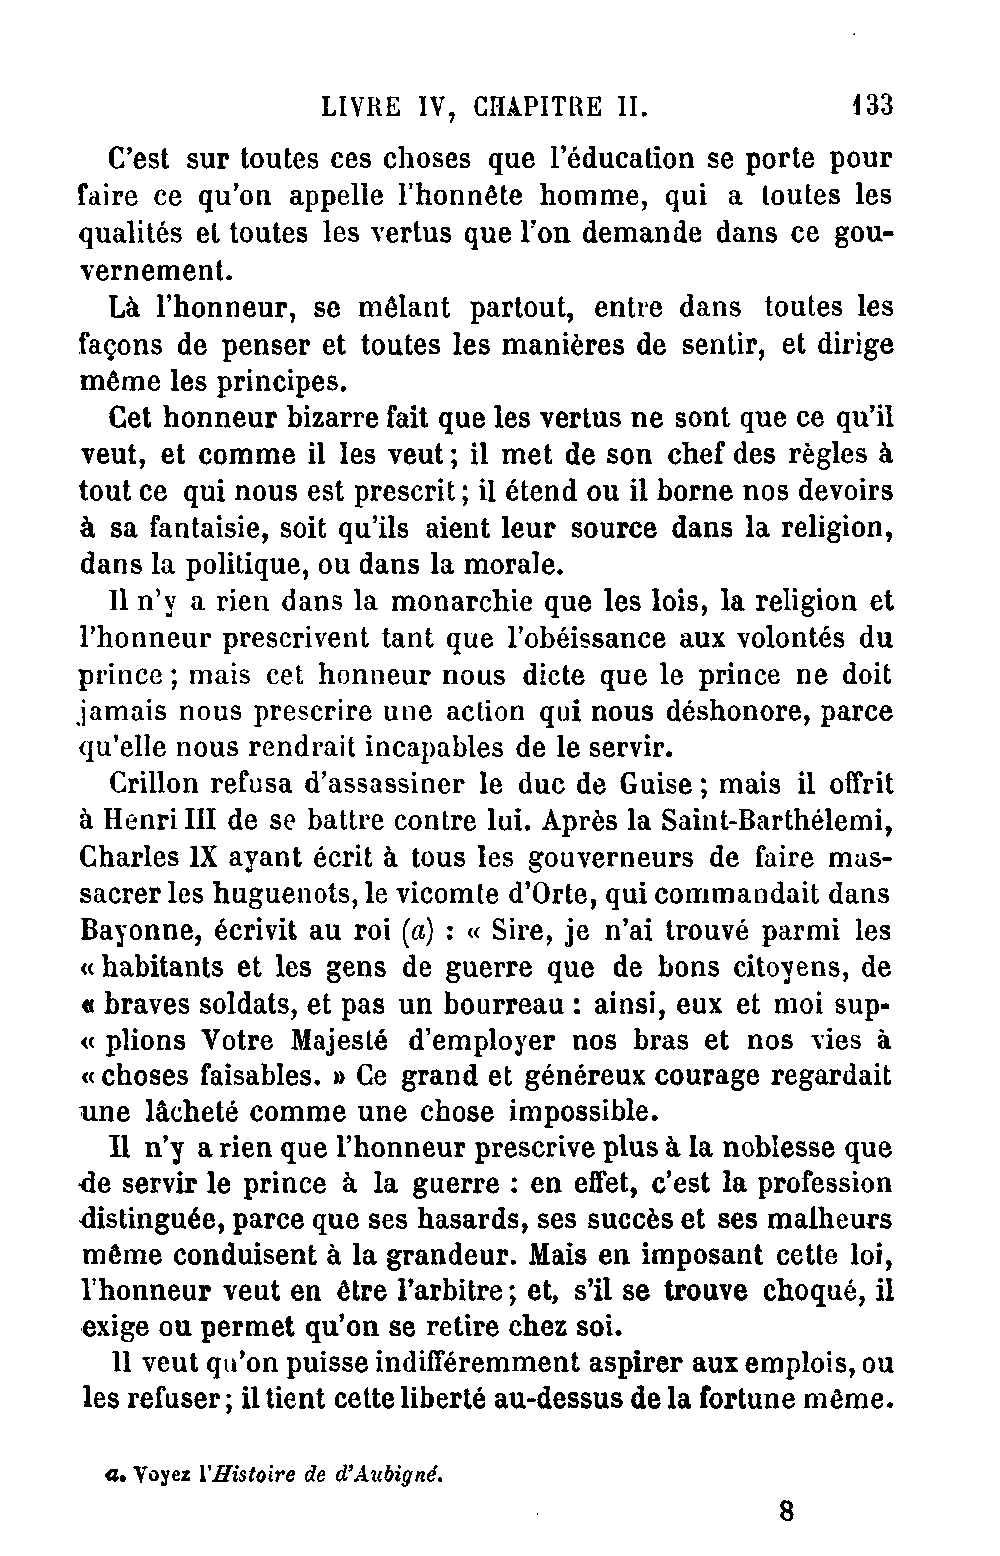 LIVRE IV, CHAPITRE II. 133
C'est sur toutes ces choses que l'éducation se porte pour
faire ce qu'on appelle l'honnête homme, qui a toutes les
qualités et toutes les vertus que l'on demande dans ce gou-
vernement.
Là l'honneur, se mêlant partout, entre dans toutes les
façons de penser et toutes les manières de sentir, et dirige
même les principes.
Cet honneur bizarre fait que les vertus ne sont que ce qu'il
veut, et comme il les veut ; il met de son chef des règles à
tout ce qui nous est prescrit ; il étend ou il borne nos devoirs
à sa fantaisie, soit qu'ils aient leur source dans la religion,
dans la politique, ou dans la morale.
Il n'y a rien dans la monarchie que les lois, la religion et
l'honneur prescrivent tant que l'obéissance aux volontés du
prince ; mais cet honneur nous dicte que le prince ne doit
jamais nous prescrire une action qui nous déshonore, parce
qu'elle nous rendrait incapables de le servir.
Crillon refusa d'assassiner le duc de Guise ; mais il offrit
à Henri III de se battre contre lui. Après la Saint-Barthélemi,
Charles IX ayant écrit à tous les gouverneurs de faire mas-
sacrer les huguenots, le vicomte d'Orte, qui commandait dans
Bayonne, écrivit au roi (a) : « Sire, je n'ai trouvé parmi les
« habitants et les gens de guerre que de bons citoyens, de
« braves soldats, et pas un bourreau : ainsi, eux et moi sup-
« plions Votre Majesté d'employer nos bras et nos vies à
« choses faisables. » Ce grand et généreux courage regardait
une lâcheté comme une chose impossible.
Il n'y a rien que l'honneur prescrive plus à la noblesse que
de servir le prince à la guerre : en effet, c'est la profession
distinguée, parce que ses hasards, ses succès et ses malheurs
même conduisent à la grandeur. Mais en imposant cette loi,
l'honneur veut en être l'arbitre ; et, s'il se trouve choqué, il
exige ou permet qu'on se retire chez soi.
Il veut qu'on puisse indifféremment aspirer aux emplois, ou
les refuser ; il tient cette liberté au-dessus de la fortune même.
a. Voyez l'Histoire de d'Aubigné.
8